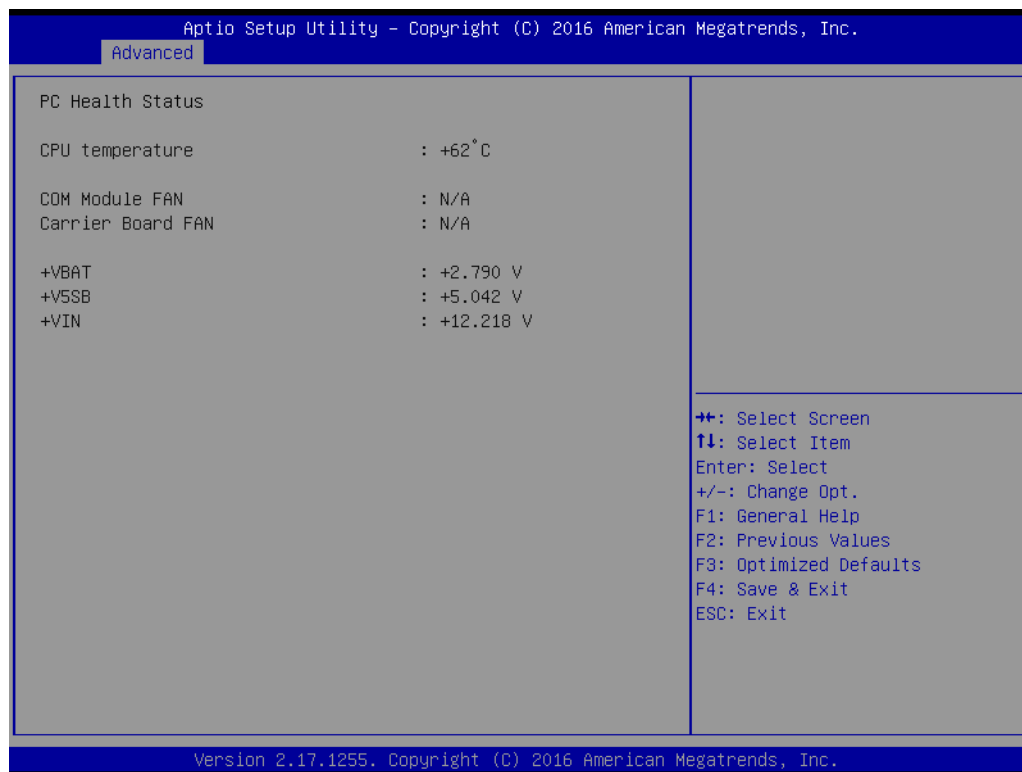 Aptio Setup Utility – Copyright (C) 2016 American Megatrends, Inc.
Advanced
PC Health Status
CPU temperature : +62°C
COM Module FAN : N/A
Carrier Board FAN : N/A
+VBAT : +2.790 V
+V5SB : +5.042 V
+VIN : +12.218 V
→←: Select Screen
↑↓: Select Item
Enter: Select
+/-: Change Opt.
F1: General Help
F2: Previous Values
F3: Optimized Defaults
F4: Save & Exit
ESC: Exit
Version 2.17.1255. Copyright (C) 2016 American Megatrends, Inc.